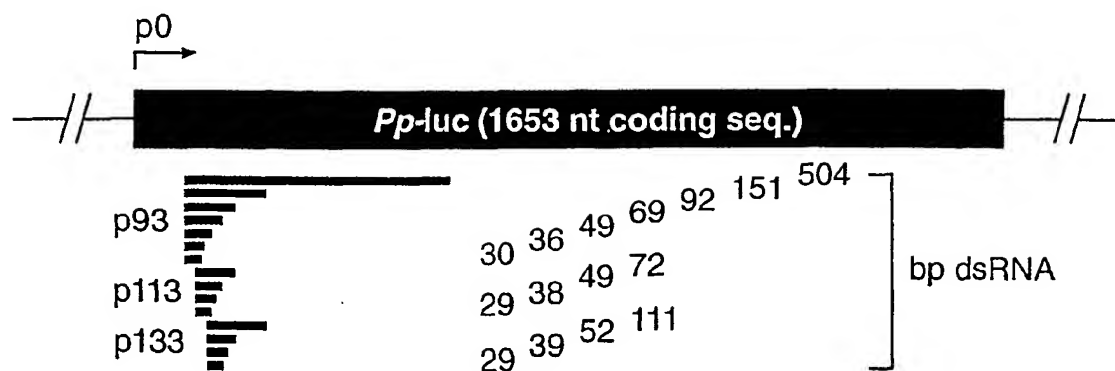 p0
Pp-luc (1653 nt coding seq.)
p93
30 36 49 69 92 151 504
p113
29 38 49 72
p133
29 39 52 111
bp dsRNA